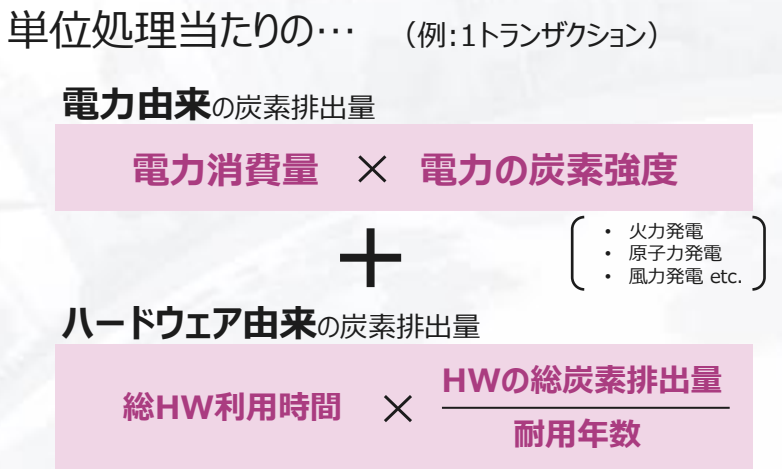 単位処理当たりの… （例:1トランザクション）
電力由来の炭素排出量
電力消費量 × 電力の炭素強度
＋
・ 火力発電
・ 原子力発電
・ 風力発電 etc.
ハードウェア由来の炭素排出量
総HW利用時間 × HWの総炭素排出量
耐用年数